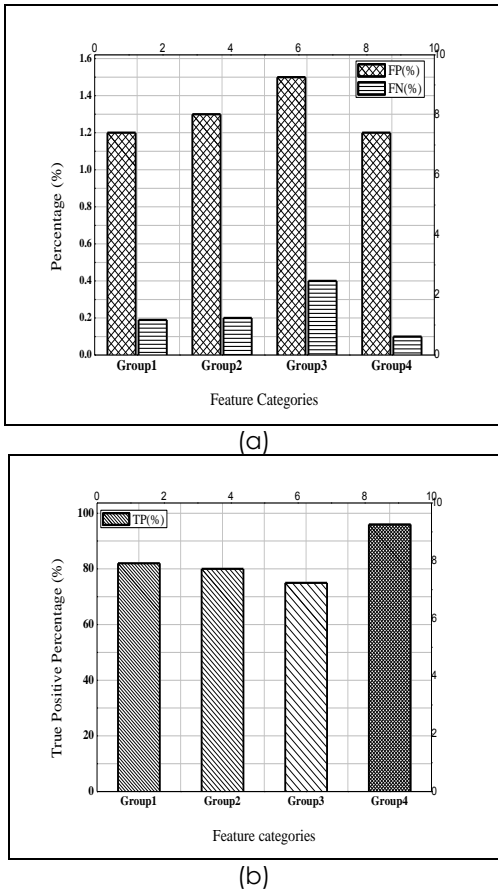 0 2 4 6 8 10
1.6 10
FP(%)
FN(%)
1.4
8
1.2
1.0
6
0.8
0.6
4
0.4
2
0.2
0.0 0
Percentage (%)
Group1 Group2 Group3 Group4
Feature Categories
(a)
0 2 4 6 8 10
100 10
TP(%)
8
80
60
6
40
4
20
2
0 0
True Positive Percentage (%)
Group1 Group2 Group3 Group4
Feature categories
(b)